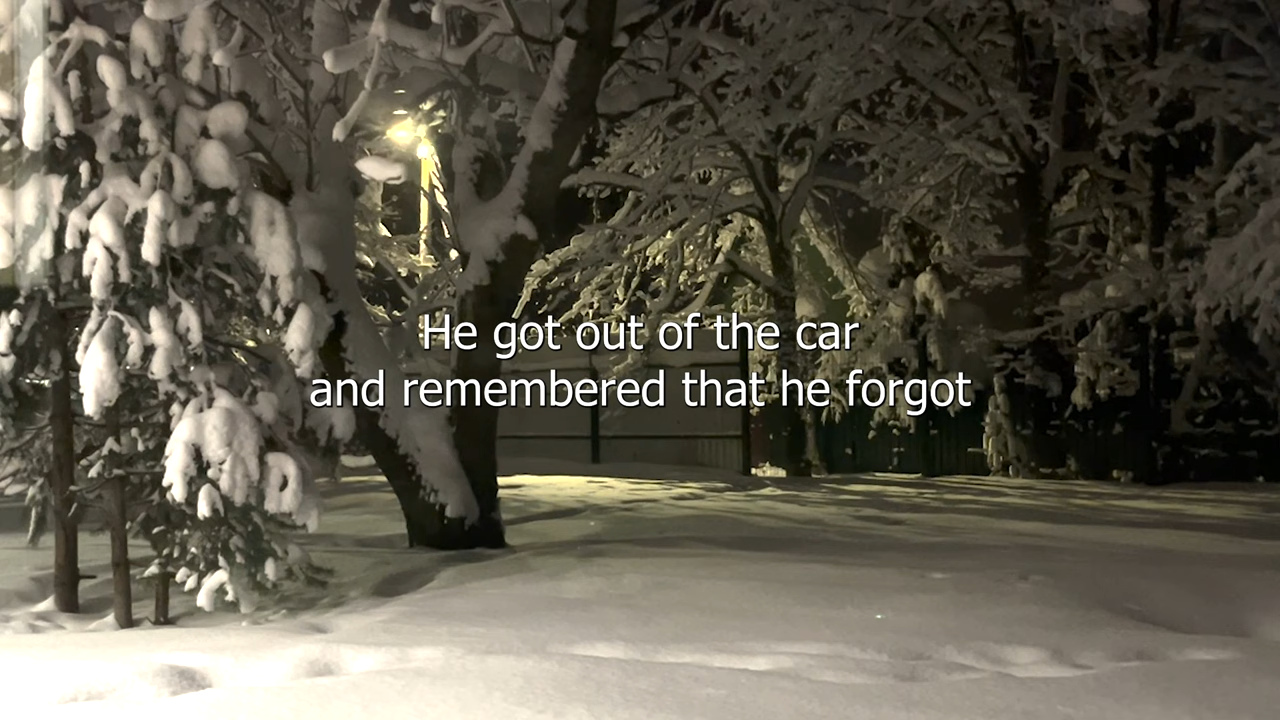 He got out of the car
and remembered that he forgot